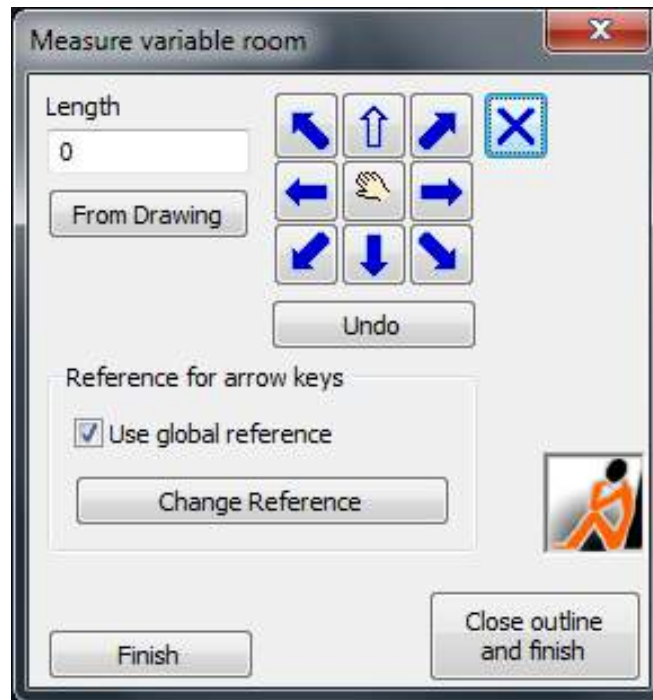 Measure variable room
Length
0
From Drawing
Undo
Reference for arrow keys
Use global reference
Change Reference
Finish
Close outline
and finish